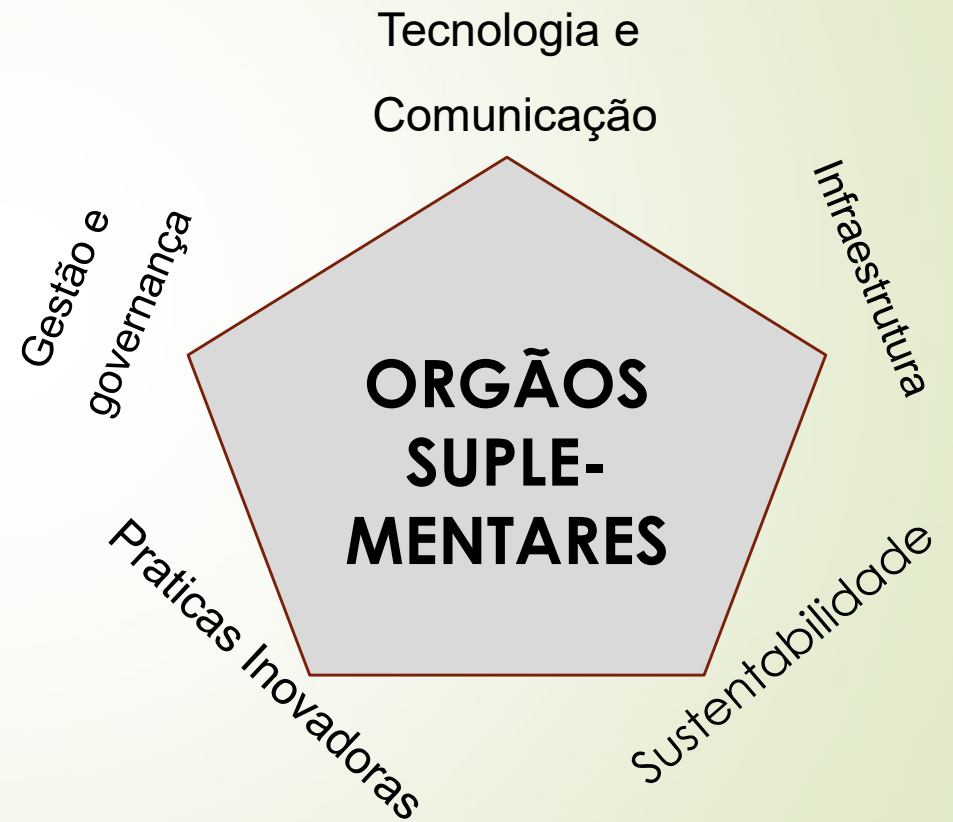 Tecnologia e
Comunicação
Gestão e
governança
Infraestrutura
ORGÃOS
SUPLE-
MENTARES
Praticas Inovadoras
Sustentabilidade